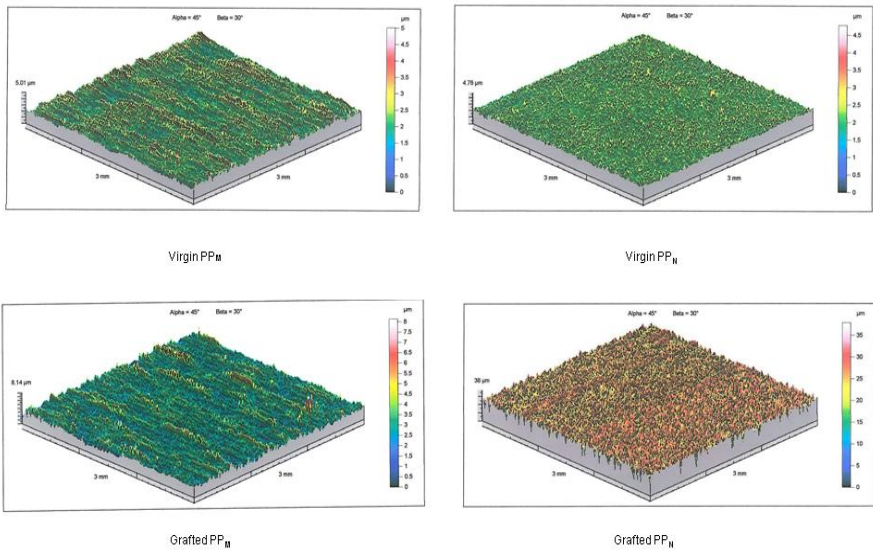 Alpha = 45° Beta = 30°
µm
5
4.5
4
3.5
3
2.5
2
1.5
1
0.5
0
5.01 µm
3 mm
3 mm
Virgin PPM
Alpha = 45° Beta = 30°
µm
4.5
4
3.5
3
2.5
2
1.5
1
0.5
0
4.78 µm
3 mm
3 mm
Virgin PPN
Alpha = 45° Beta = 30°
µm
8
7.5
7
6.5
6
5.5
5
4.5
4
3.5
3
2.5
2
1.5
1
0.5
0
8.14 µm
3 mm
3 mm
Grafted PPM
Alpha = 45° Beta = 30°
µm
35
30
25
20
15
10
5
0
38 µm
3 mm
3 mm
Grafted PPN